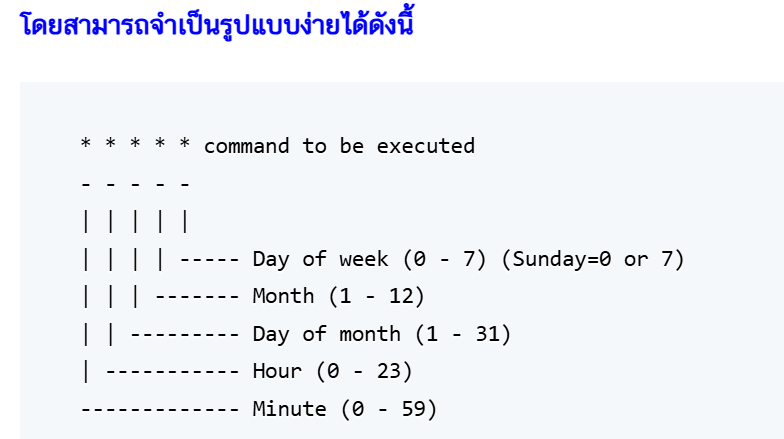 โดยสามารถจำเป็นรูปแบบง่ายได้ดังนี้
* * * * * command to be executed
- - - - -
| | | | |
| | | | ----- Day of week (0 - 7) (Sunday=0 or 7)
| | | ------- Month (1 - 12)
| | --------- Day of month (1 - 31)
| ----------- Hour (0 - 23)
------------- Minute (0 - 59)